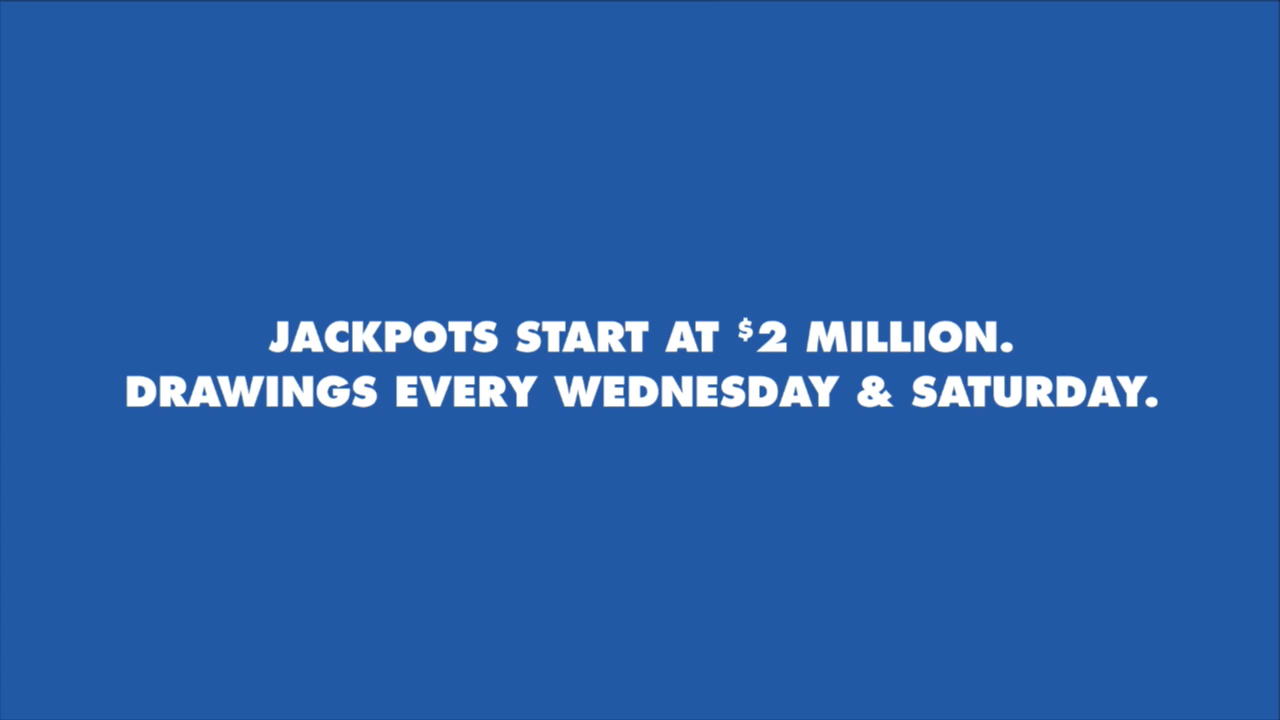 JACKPOTS START AT $2 MILLION.
DRAWINGS EVERY WEDNESDAY & SATURDAY.